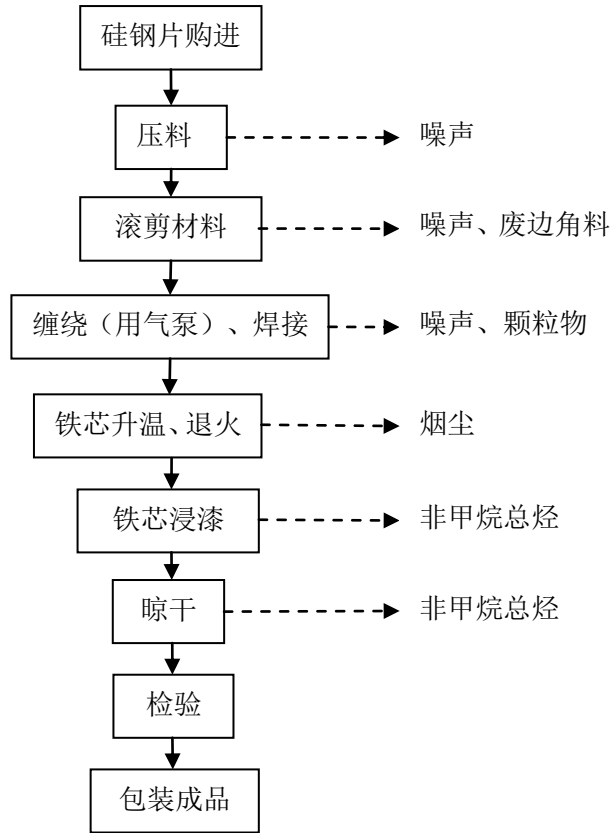 硅钢片购进
压料
噪声
滚剪材料
噪声、废边角料
缠绕（用气泵）、焊接
噪声、颗粒物
铁芯升温、退火
烟尘
铁芯浸漆
非甲烷总烃
晾干
非甲烷总烃
检验
包装成品